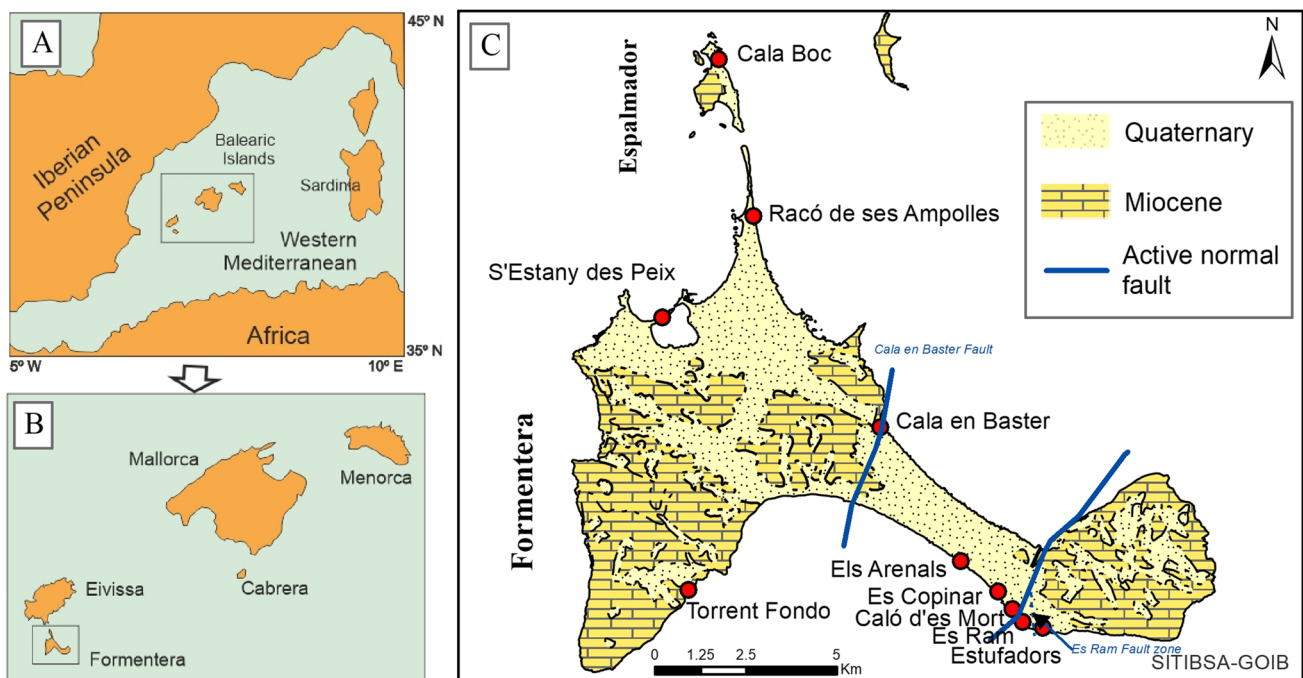 A
45º N
Iberian
Peninsula
Balearic
Islands
Sardinia
Western
Mediterranean
Africa
35º N
5º W
10º E
B
Mallorca
Menorca
Eivissa
Cabrera
Formentera
C
N
Cala Boc
Espalmador
Quaternary
Miocene
Active normal
fault
Racó de ses Ampolles
S'Estany des Peix
Cala en Baster Fault
Cala en Baster
Formentera
Els Arenals
Es Copinar
Torrent Fondo
Caló d'es Mort
Es Ram
Estufadors
Es Ram Fault zone
0 1.25 2.5 5
Km
SITIBSA-GOIB